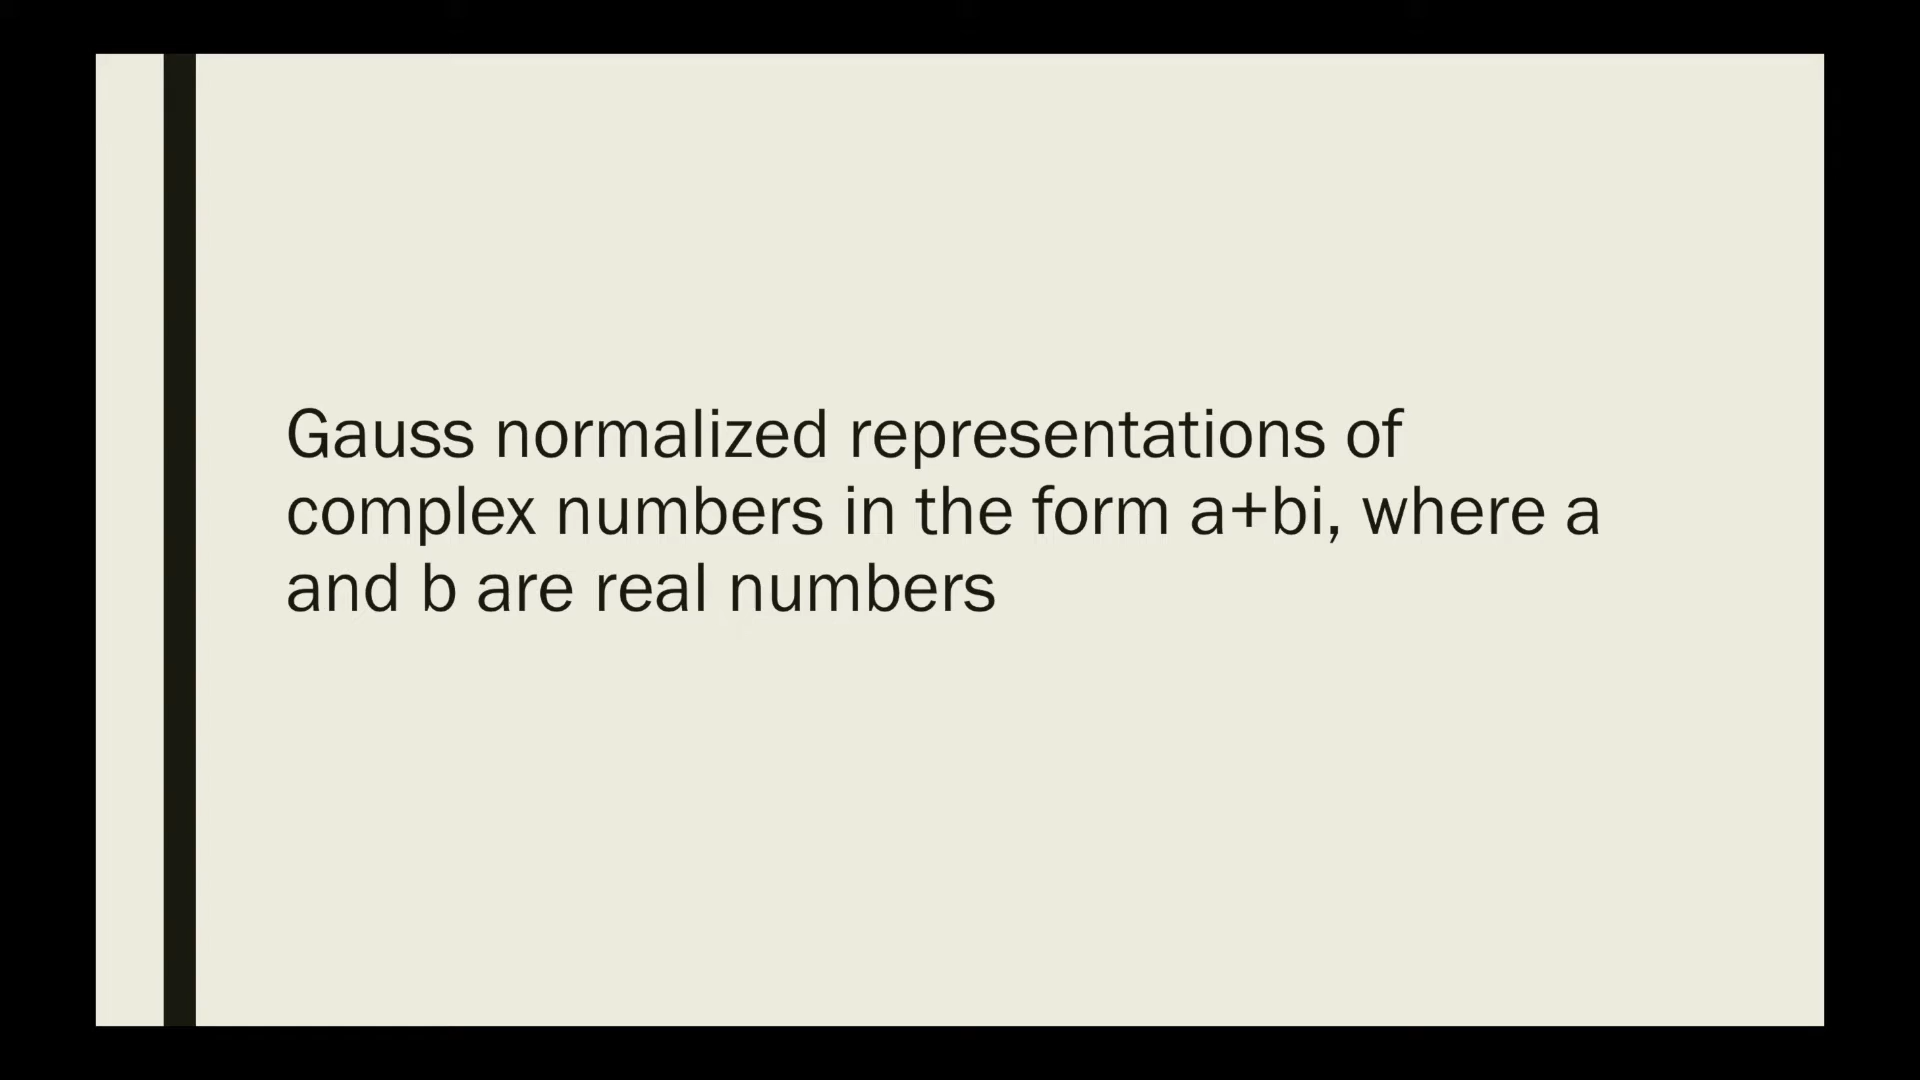 Gauss normalized representations of
complex numbers in the form a+bi, where a
and b are real numbers